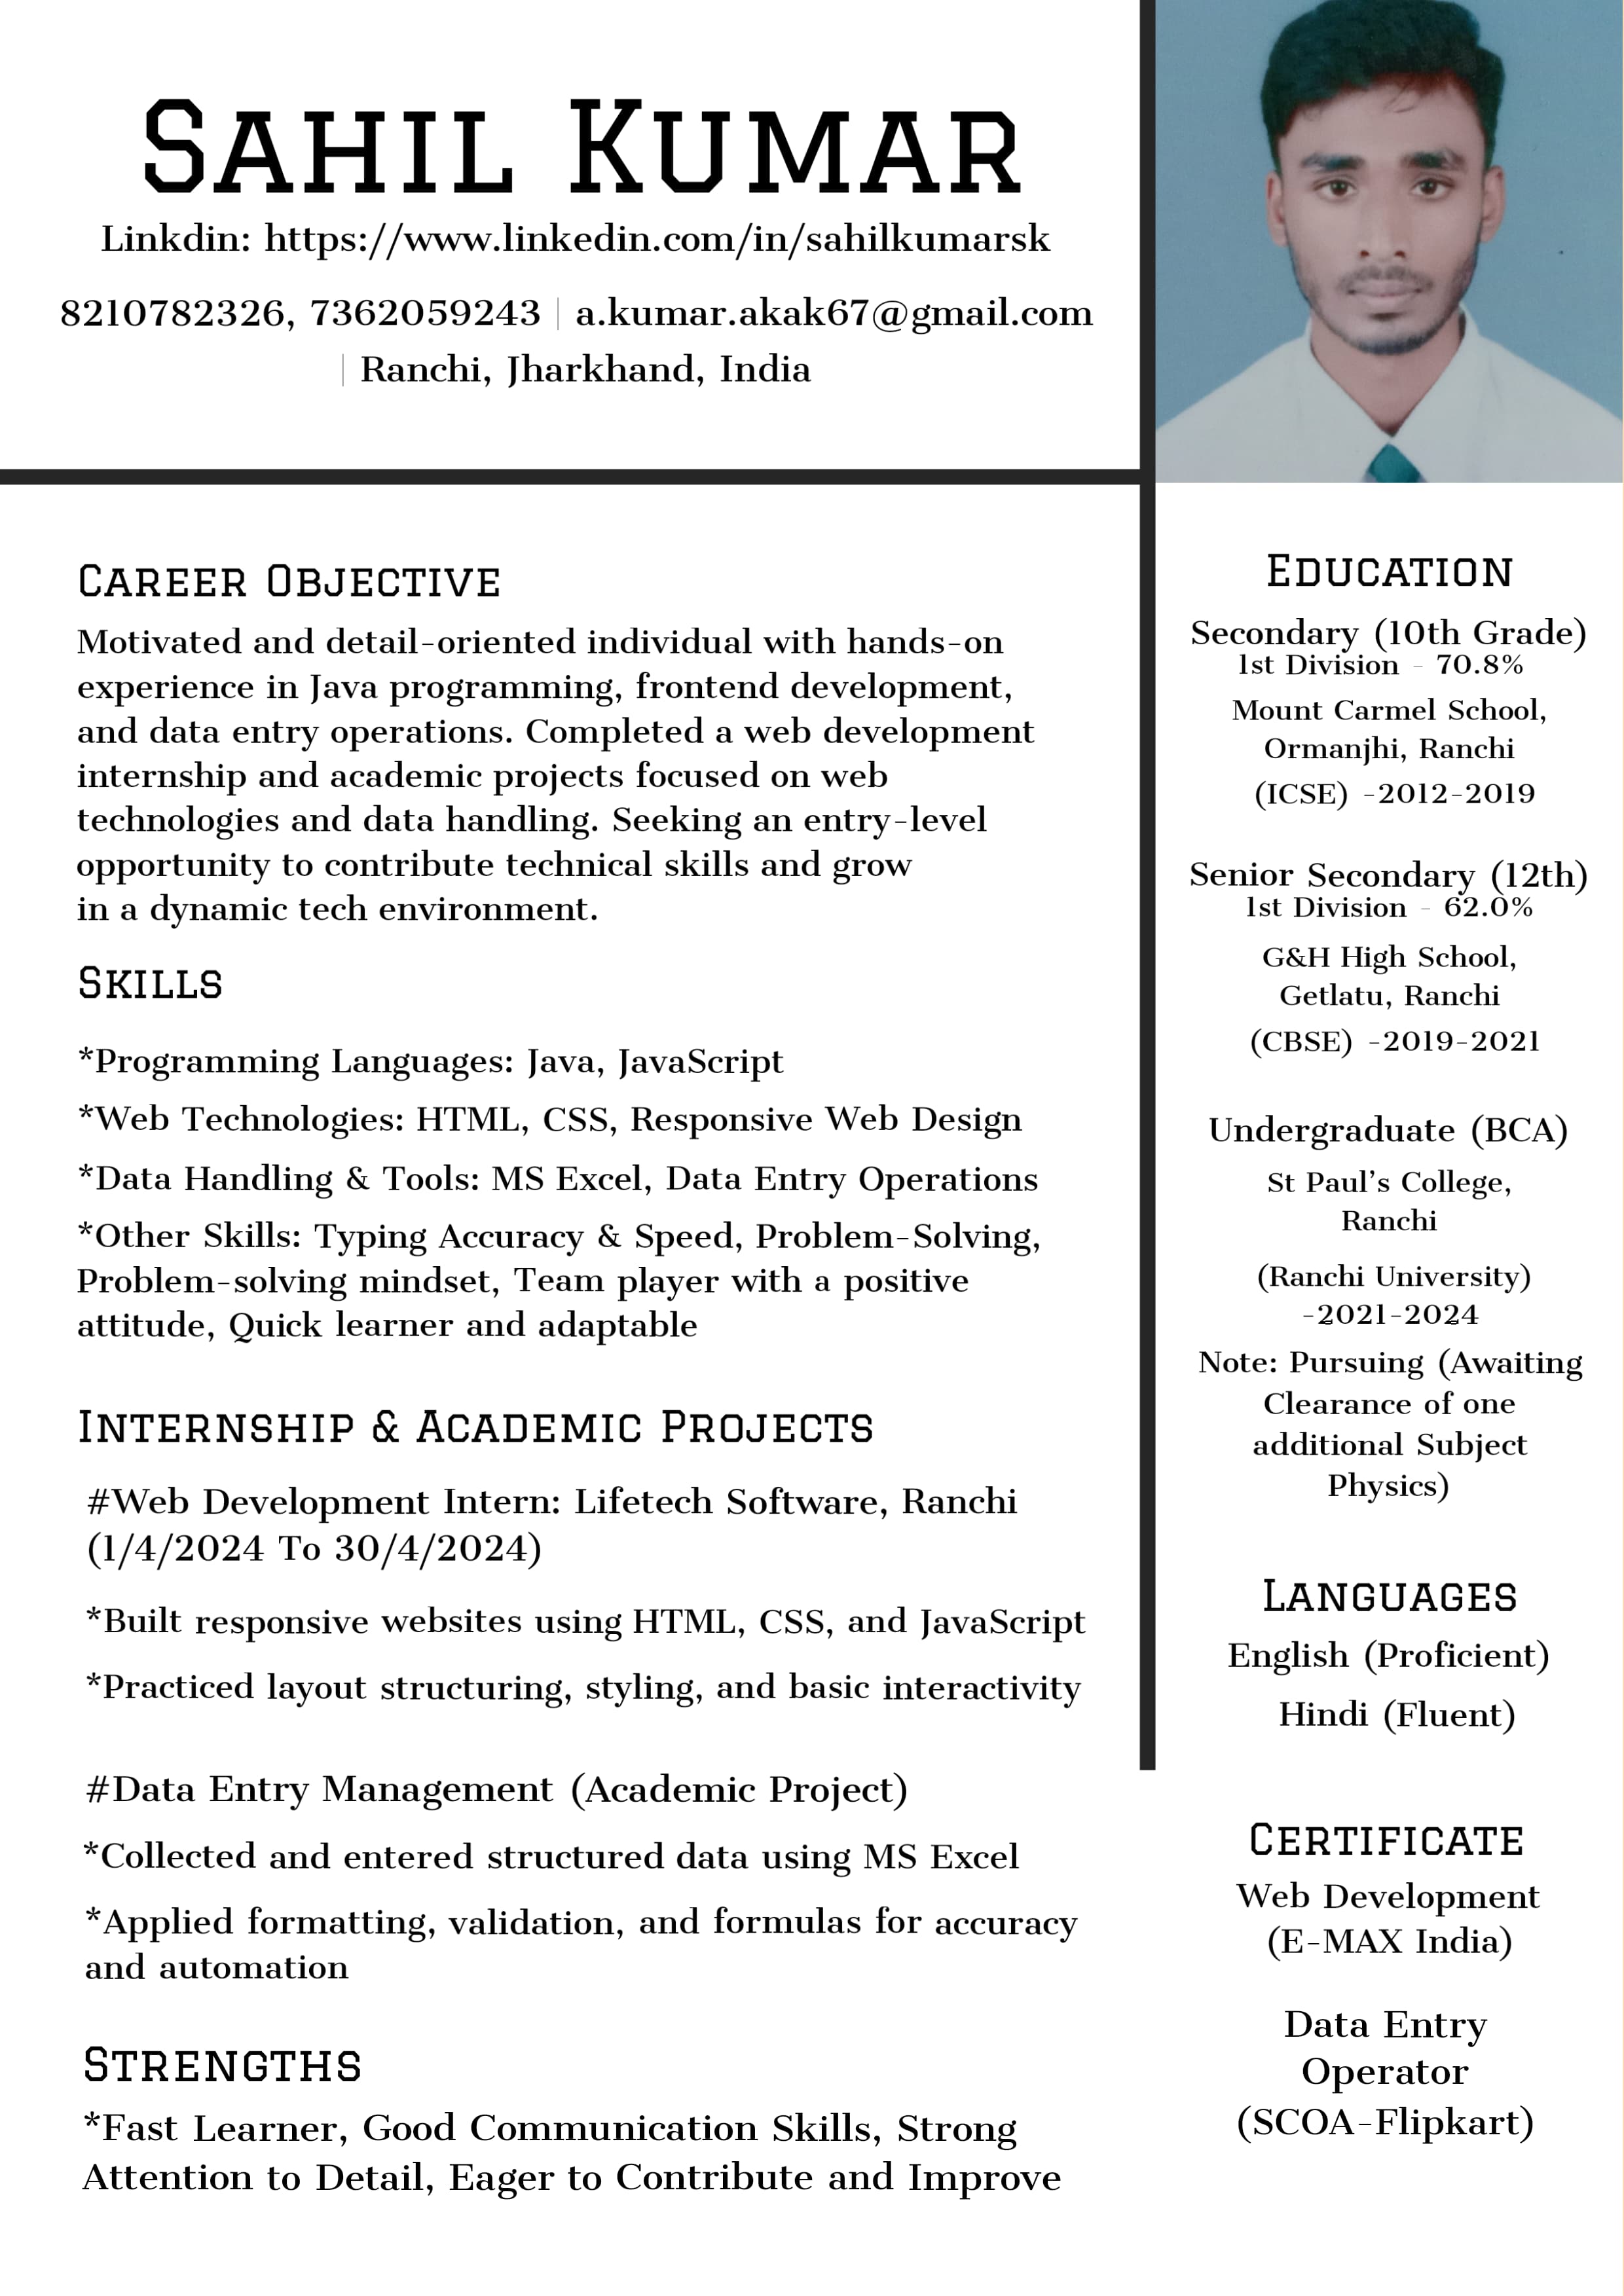 Sahil Kumar
Linkdin: https://www.linkedin.com/in/sahilkumarsk
8210782326, 7362059243 | a.kumar.akak67@gmail.com
| Ranchi, Jharkhand, India
Career Objective
Motivated and detail-oriented individual with hands-on
experience in Java programming, frontend development,
and data entry operations. Completed a web development
internship and academic projects focused on web
technologies and data handling. Seeking an entry-level
opportunity to contribute technical skills and grow
in a dynamic tech environment.
Skills
*Programming Languages: Java, JavaScript
*Web Technologies: HTML, CSS, Responsive Web Design
*Data Handling & Tools: MS Excel, Data Entry Operations
*Other Skills: Typing Accuracy & Speed, Problem-Solving,
Problem-solving mindset, Team player with a positive
attitude, Quick learner and adaptable
Internship & Academic Projects
#Web Development Intern: Lifetech Software, Ranchi
(1/4/2024 To 30/4/2024)
*Built responsive websites using HTML, CSS, and JavaScript
*Practiced layout structuring, styling, and basic interactivity
#Data Entry Management (Academic Project)
*Collected and entered structured data using MS Excel
*Applied formatting, validation, and formulas for accuracy
and automation
Strengths
*Fast Learner, Good Communication Skills, Strong
Attention to Detail, Eager to Contribute and Improve
Education
Secondary (10th Grade)
1st Division - 70.8%
Mount Carmel School,
Ormanjhi, Ranchi
(ICSE) -2012-2019
Senior Secondary (12th)
1st Division - 62.0%
G&H High School,
Getlatu, Ranchi
(CBSE) -2019-2021
Undergraduate (BCA)
St Paul's College,
Ranchi
(Ranchi University)
-2021-2024
Note: Pursuing (Awaiting
Clearance of one
additional Subject
Physics)
Languages
English (Proficient)
Hindi (Fluent)
Certificate
Web Development
(E-MAX India)
Data Entry
Operator
(SCOA-Flipkart)